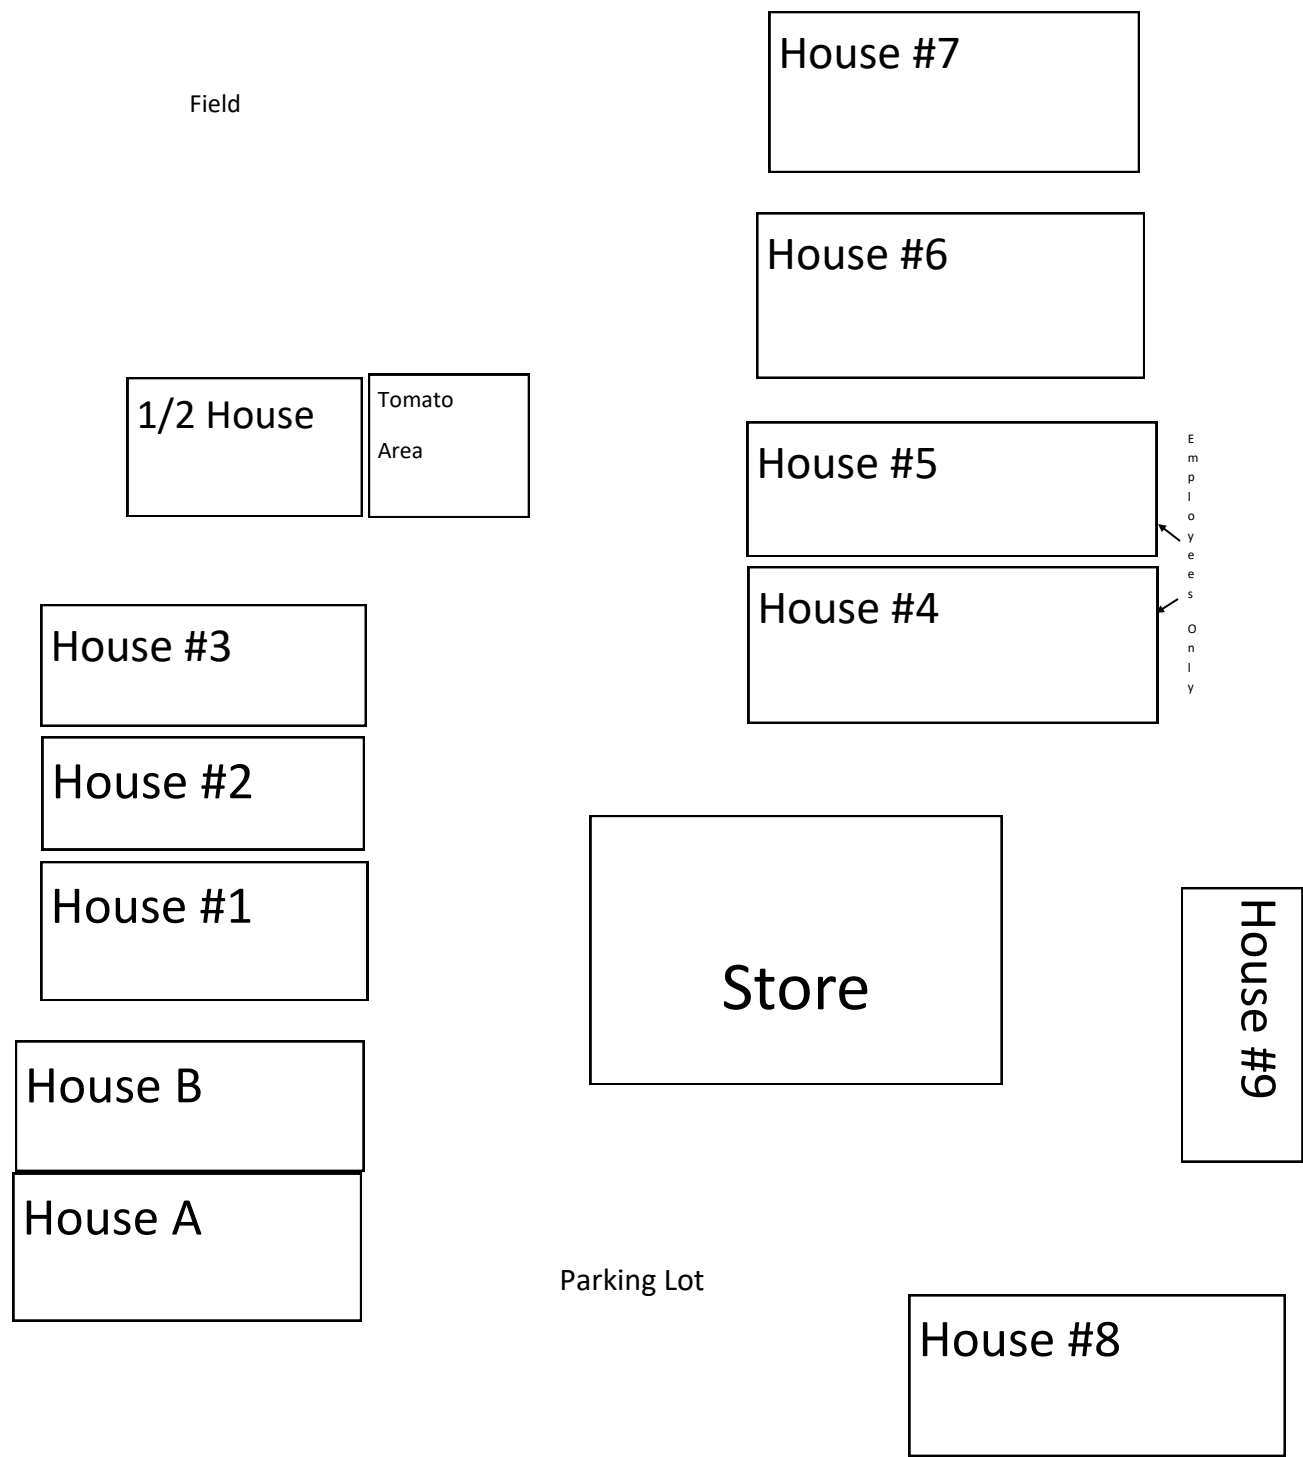 House #7
Field
House #6
1/2 House
Tomato
Area
House #5
Employees Only
House #4
House #3
House #2
House #1
Store
House #9
House B
House A
Parking Lot
House #8